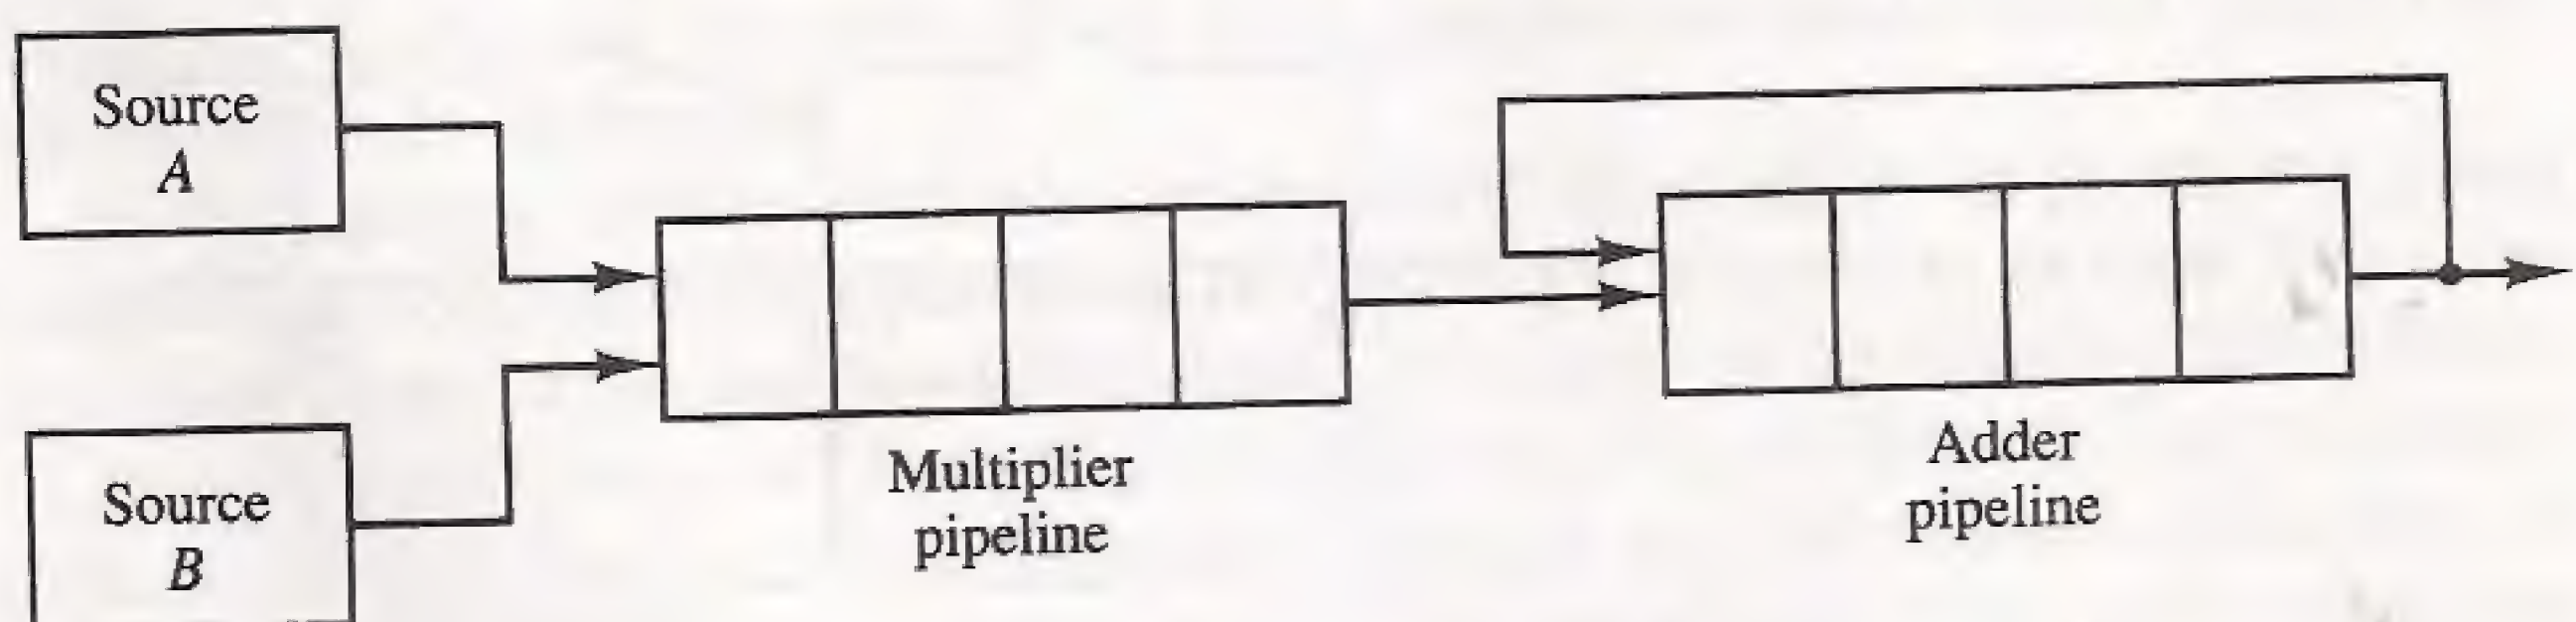 Source
A
Source
B
Multiplier
pipeline
Adder
pipeline